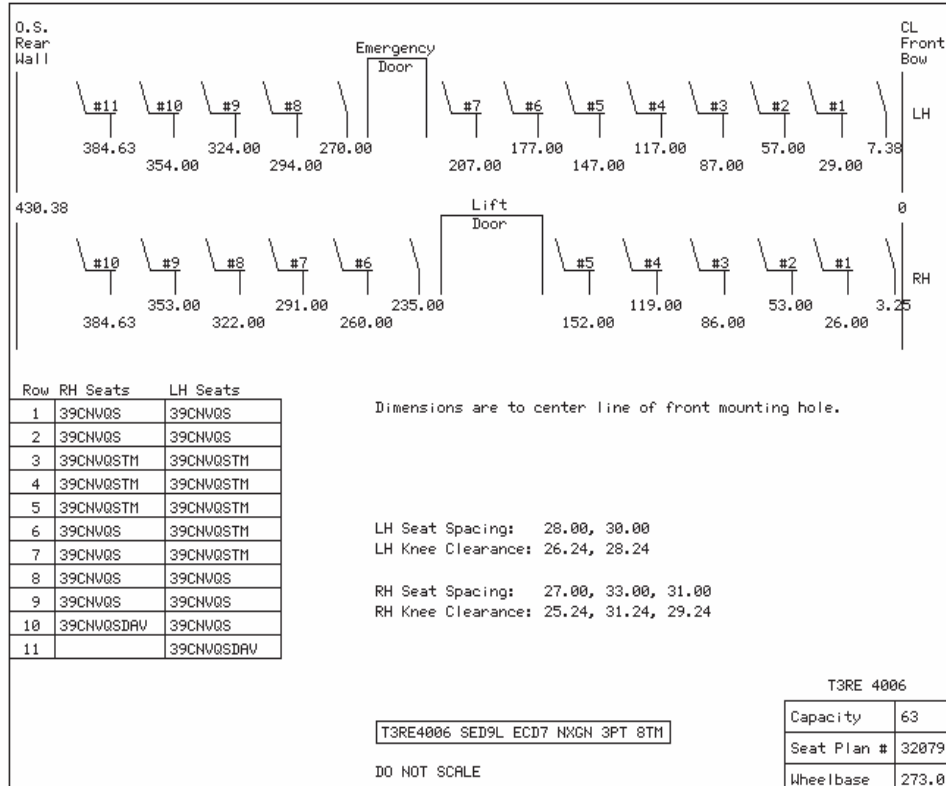 O.S.
Rear
Wall
CL
Front
Bow
Emergency
Door
#11 #10 #9 #8 #7 #6 #5 #4 #3 #2 #1 LH
384.63 324.00 270.00 177.00 117.00 57.00 7.38
354.00 294.00 207.00 147.00 87.00 29.00
430.38 0
Lift
Door
#10 #9 #8 #7 #6 #5 #4 #3 #2 #1 RH
353.00 291.00 235.00 119.00 53.00 3.25
384.63 322.00 260.00 152.00 86.00 26.00
Row RH Seats LH Seats
1 39CNVQS 39CNVQS
2 39CNVQS 39CNVQS
3 39CNVQSTM 39CNVQSTM
4 39CNVQSTM 39CNVQSTM
5 39CNVQSTM 39CNVQSTM
6 39CNVQS 39CNVQSTM
7 39CNVQS 39CNVQSTM
8 39CNVQS 39CNVQS
9 39CNVQS 39CNVQS
10 39CNVQSDAV 39CNVQS
11 39CNVQSDAV
Dimensions are to center line of front mounting hole.
LH Seat Spacing: 28.00, 30.00
LH Knee Clearance: 26.24, 28.24
RH Seat Spacing: 27.00, 33.00, 31.00
RH Knee Clearance: 25.24, 31.24, 29.24
T3RE4006 SED9L ECD7 NXGN 3PT 8TM
DO NOT SCALE
T3RE 4006
Capacity 63
Seat Plan # 32079
Wheelbase 273.0